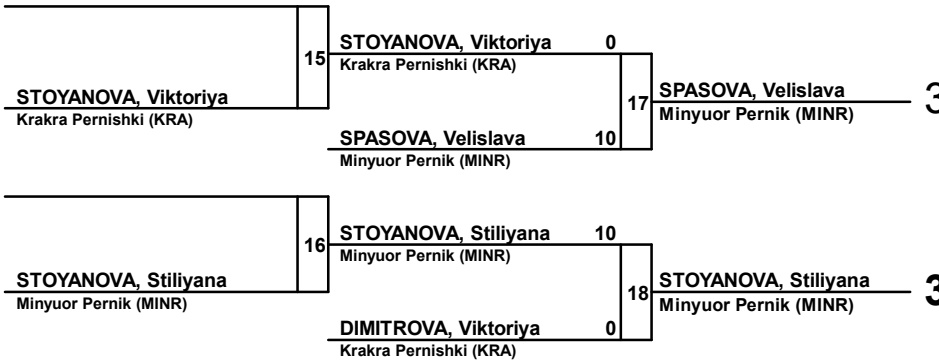 STOYANOVA, Viktoriya 0
15
Krakra Pernishki (KRA)
STOYANOVA, Viktoriya
Krakra Pernishki (KRA)
SPASOVA, Velislava 3
17
Minyuor Pernik (MINR)
SPASOVA, Velislava 10
Minyuor Pernik (MINR)
STOYANOVA, Stiliyana 10
16
Minyuor Pernik (MINR)
STOYANOVA, Stiliyana
Minyuor Pernik (MINR)
STOYANOVA, Stiliyana 3
18
Minyuor Pernik (MINR)
DIMITROVA, Viktoriya 0
Krakra Pernishki (KRA)